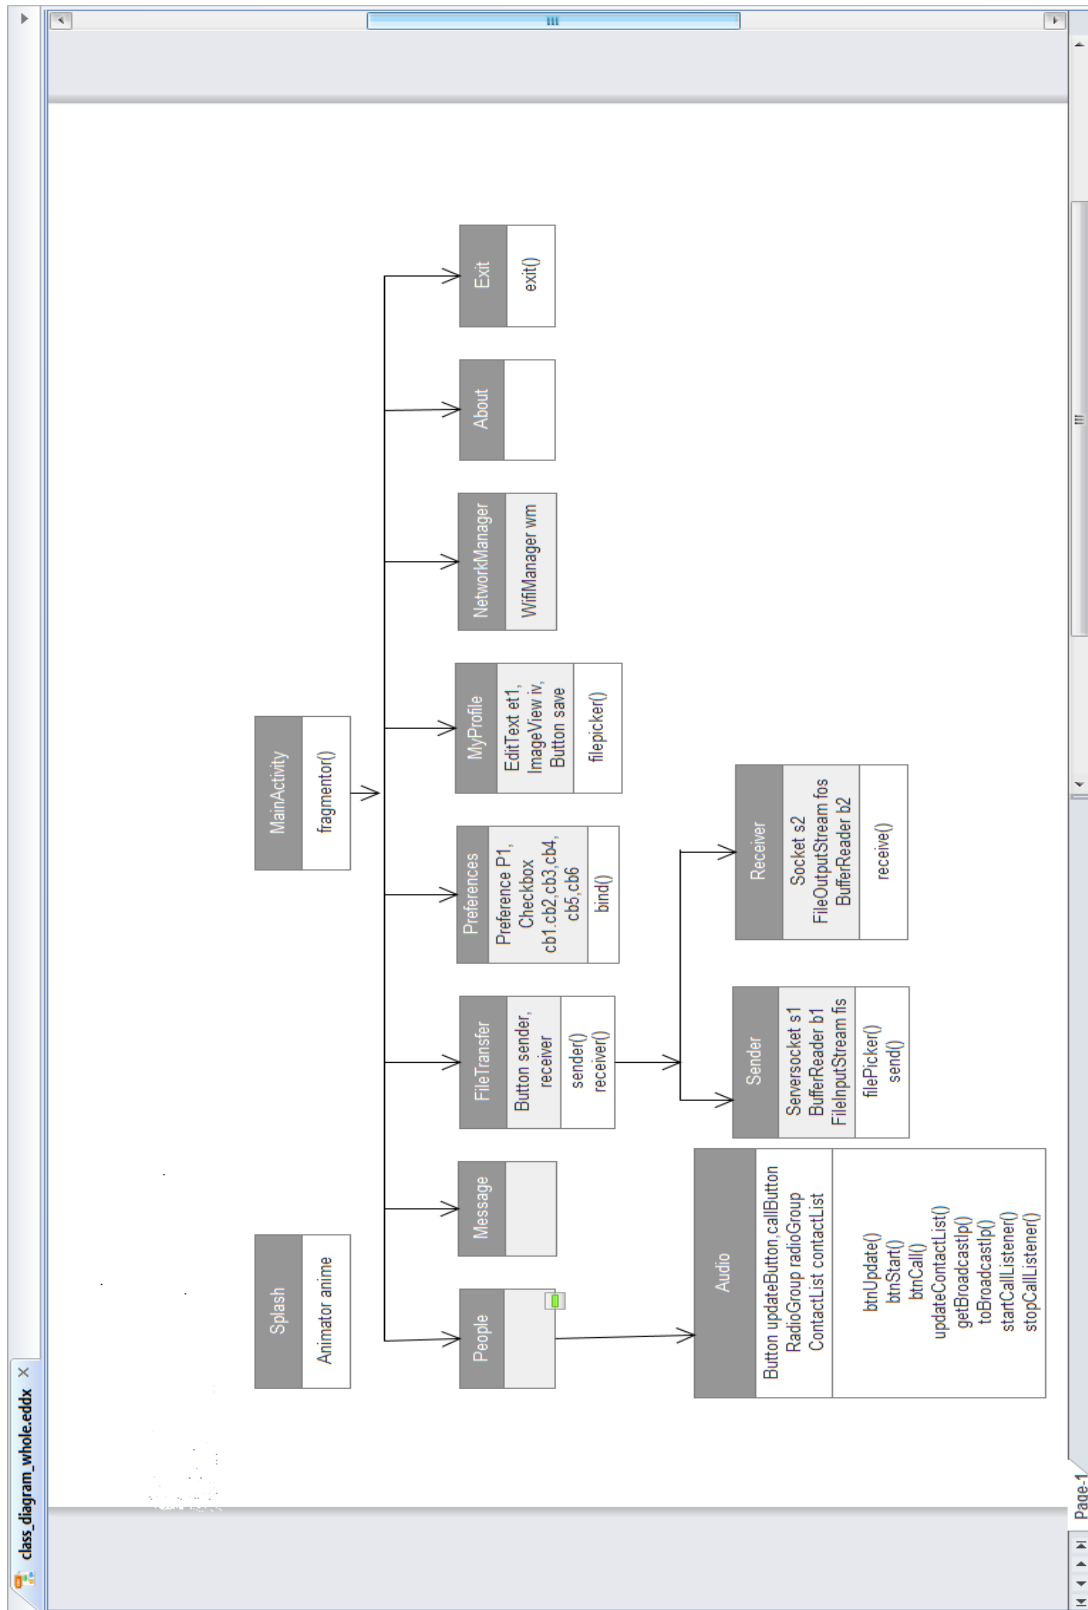 class_diagram_whole.eddx
Splash
Animator anime
MainActivity
fragmentor()
People
Message
FileTransfer
Button sender,
receiver
sender()
receiver()
Preferences
Preference P1,
Checkbox
cb1.cb2,cb3,cb4,
cb5,cb6
bind()
MyProfile
EditText et1,
ImageView iv,
Button save
filepicker()
NetworkManager
WifiManager wm
About
Exit
exit()
Audio
Button updateButton,callButton
RadioGroup radioGroup
ContactList contactList
btnUpdate()
btnStart()
btnCall()
updateContactList()
getBroadcastIp()
toBroadcastIp()
startCallListener()
stopCallListener()
Sender
Serversocket s1
BufferReader b1
FileInputStream fis
filePicker()
send()
Receiver
Socket s2
FileOutputStream fos
BufferReader b2
receive()
Page-1